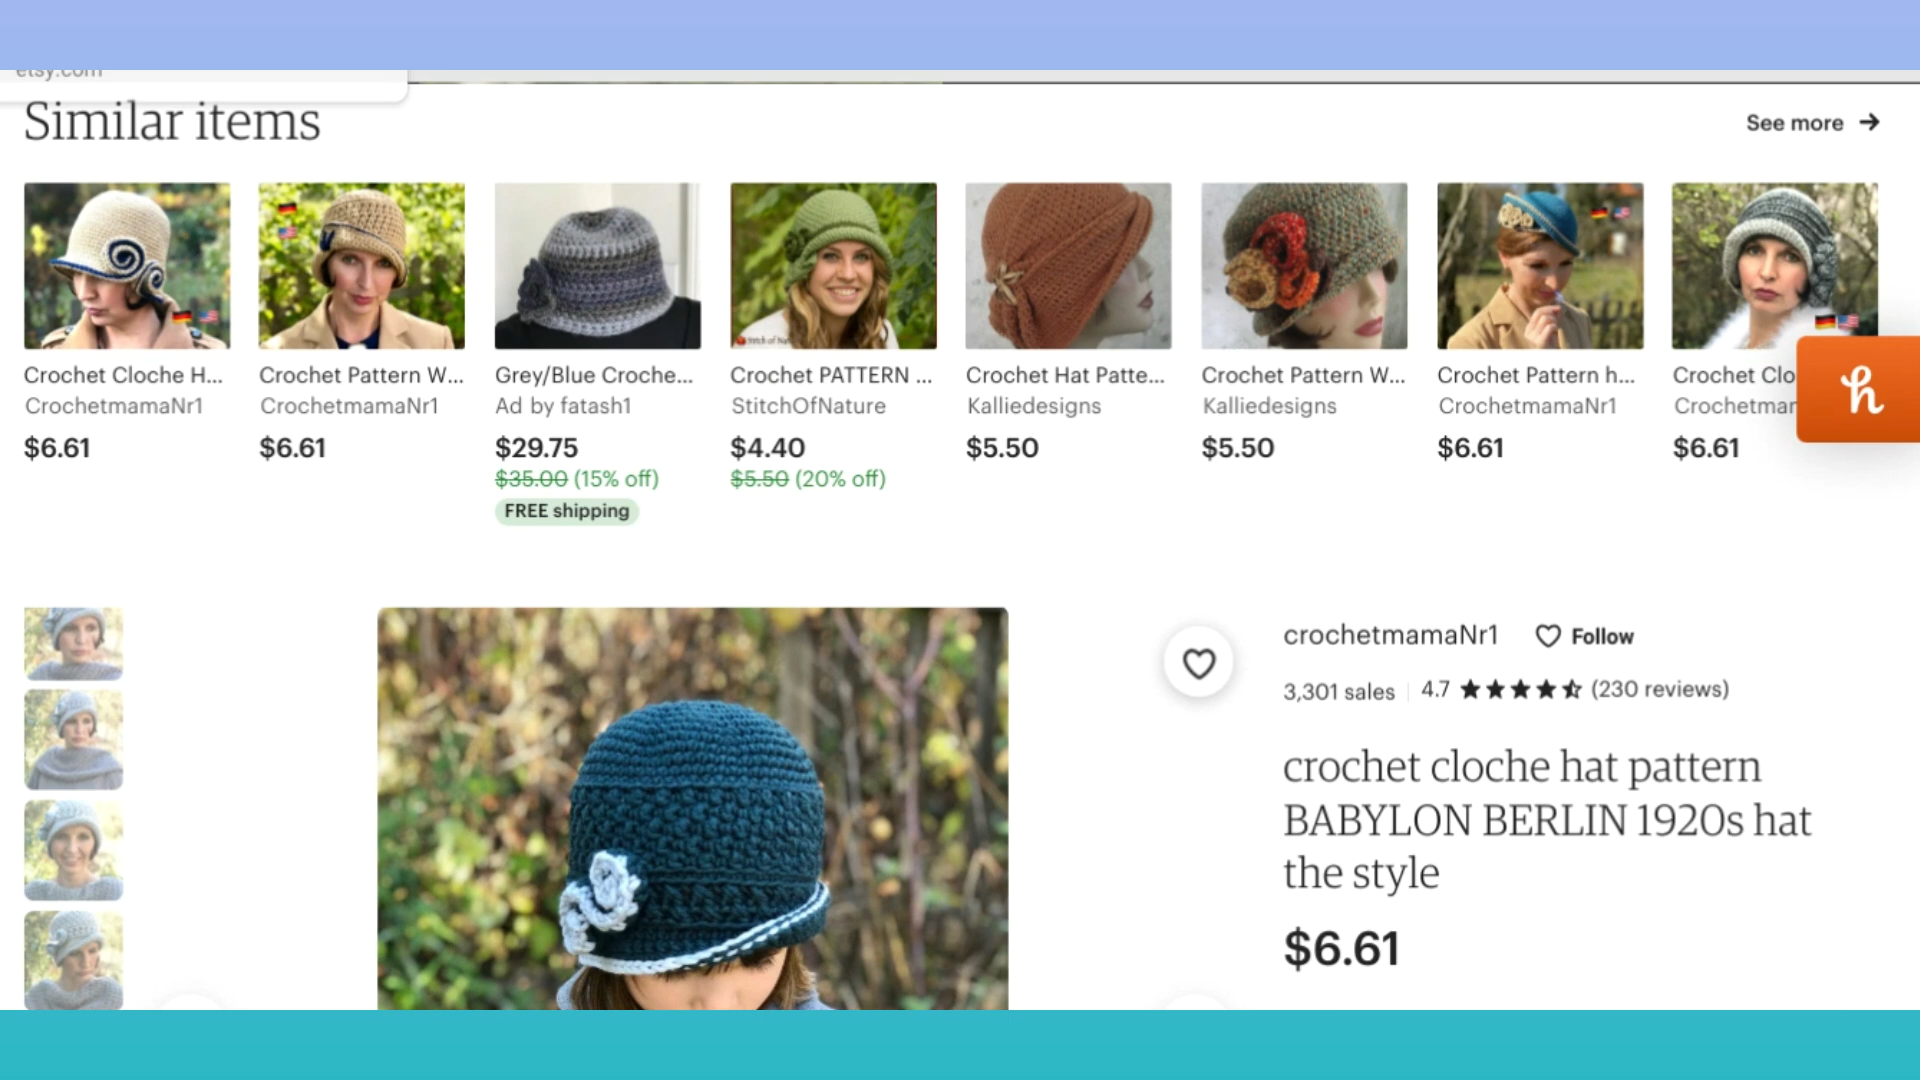 etsy.com
Similar items
See more →
Crochet Cloche H...
CrochetmamaNr1
$6.61
Crochet Pattern W...
CrochetmamaNr1
$6.61
Grey/Blue Croche...
Ad by fatash1
$29.75
$35.00 (15% off)
FREE shipping
Crochet PATTERN ...
StitchOfNature
$4.40
$5.50 (20% off)
Crochet Hat Patte...
Kalliedesigns
$5.50
Crochet Pattern W...
Kalliedesigns
$5.50
Crochet Pattern h...
CrochetmamaNr1
$6.61
Crochet Clo
Crochetmar
$6.61
h
crochetmamaNr1 Follow
3,301 sales | 4.7 (230 reviews)
crochet cloche hat pattern
BABYLON BERLIN 1920s hat
the style
$6.61